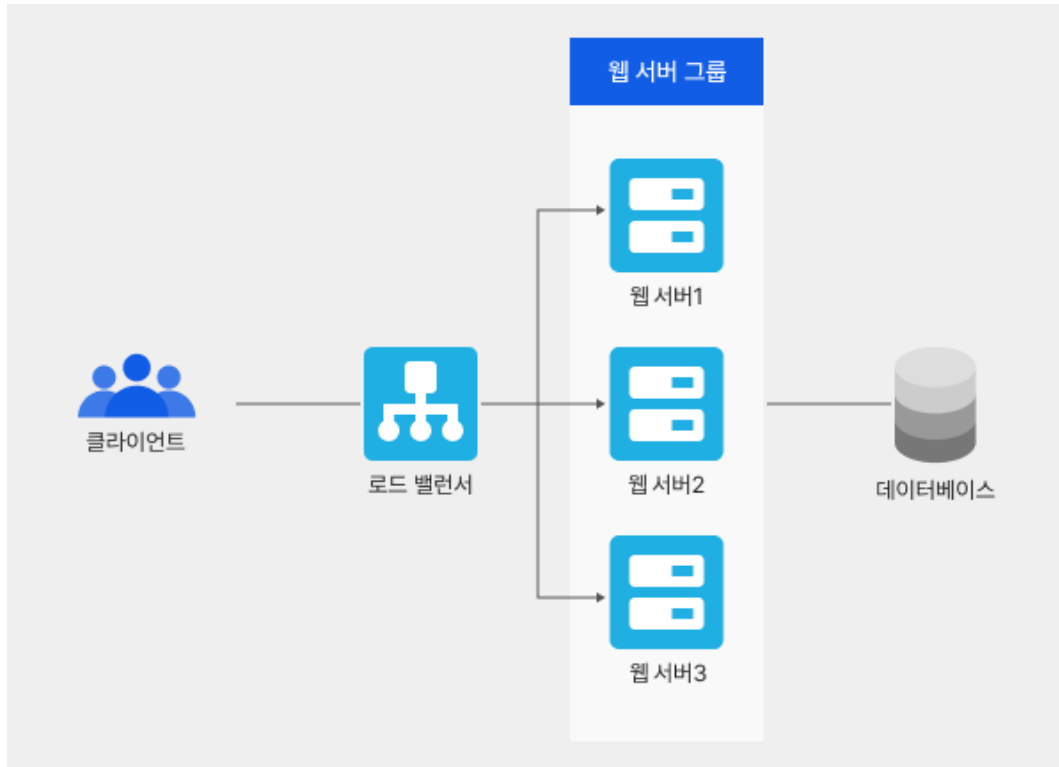 웹 서버 그룹
웹 서버1
클라이언트
로드 밸런서
웹 서버2
데이터베이스
웹 서버3